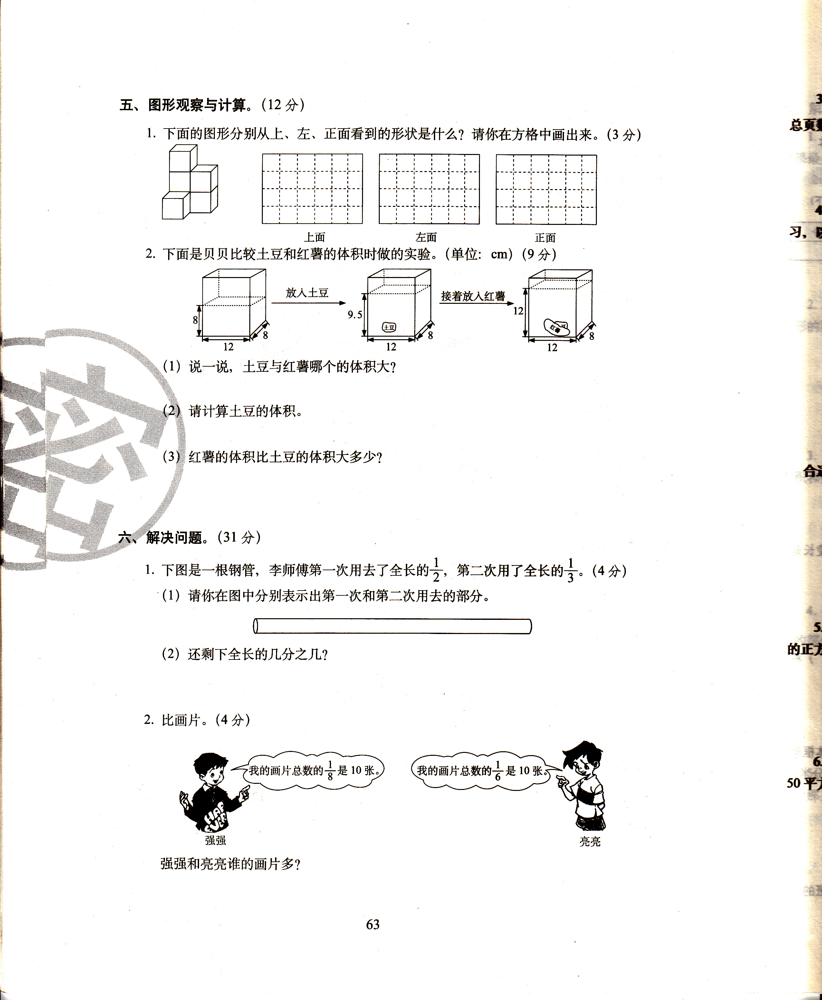 五、图形观察与计算。(12 分)
1. 下面的图形分别从上、左、正面看到的形状是什么？请你在方格中画出来。(3 分)
上面 左面 正面
2. 下面是贝贝比较土豆和红薯的体积时做的实验。(单位: cm) (9 分)
放入土豆 接着放入红薯
8 9.5 12
土豆 红薯
8 8 8
12 12 12
(1) 说一说，土豆与红薯哪个的体积大？
(2) 请计算土豆的体积。
(3) 红薯的体积比土豆的体积大多少？
六、解决问题。(31 分)
1. 下图是一根钢管，李师傅第一次用去了全长的1/2，第二次用了全长的1/3。(4 分)
(1) 请你在图中分别表示出第一次和第二次用去的部分。
(2) 还剩下全长的几分之几？
2. 比画片。(4 分)
我的画片总数的1/8是 10 张。 我的画片总数的1/6是 10 张。
强强 亮亮
强强和亮亮谁的画片多？
63
总页
4
习，
5.
的正方
6.
50 平方